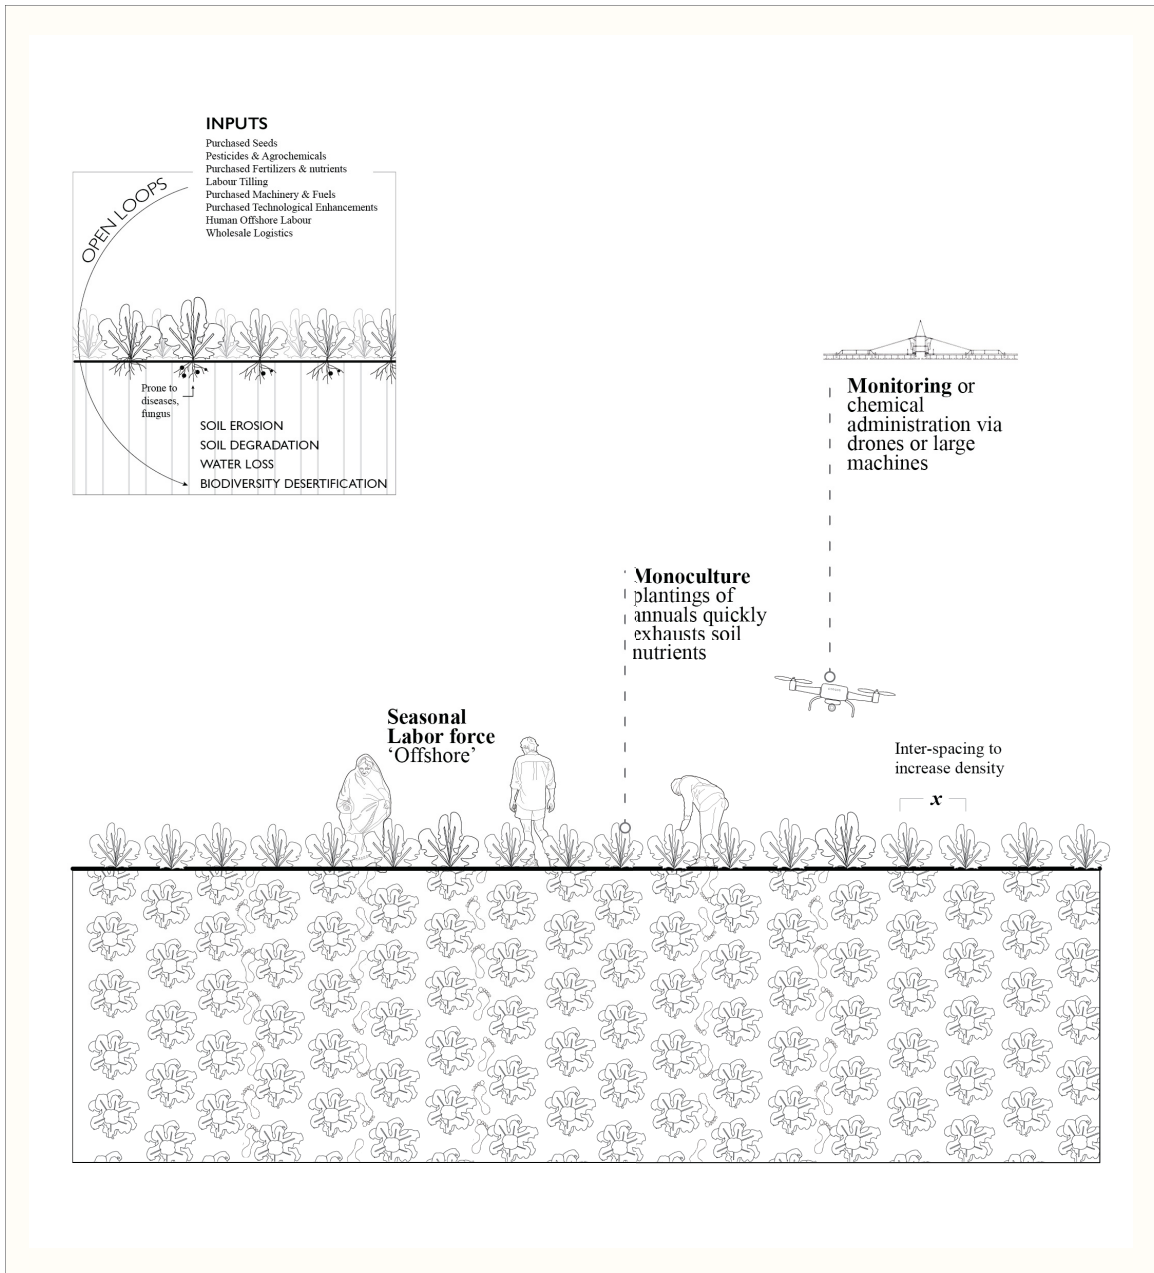 INPUTS
Purchased Seeds
Pesticides & Agrochemicals
Purchased Fertilizers & nutrients
Labour Tilling
Purchased Machinery & Fuels
Purchased Technological Enhancements
Human Offshore Labour
Wholesale Logistics
OPEN LOOPS
Prone to
diseases,
fungus
SOIL EROSION
SOIL DEGRADATION
WATER LOSS
BIODIVERSITY DESERTIFICATION
Monitoring or
chemical
administration via
drones or large
machines
Monoculture
plantings of
annuals quickly
exhausts soil
nutrients
Seasonal
Labor force
‘Offshore’
Inter-spacing to
increase density
x